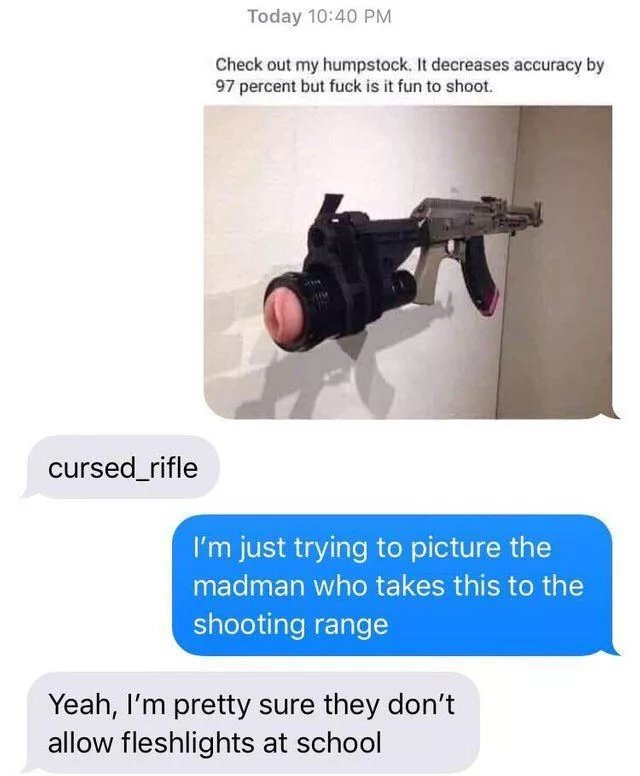 Today 10:40 PM
Check out my humpstock. It decreases accuracy by
97 percent but fuck is it fun to shoot.
cursed_rifle
I'm just trying to picture the
madman who takes this to the
shooting range
Yeah, I'm pretty sure they don't
allow fleshlights at school